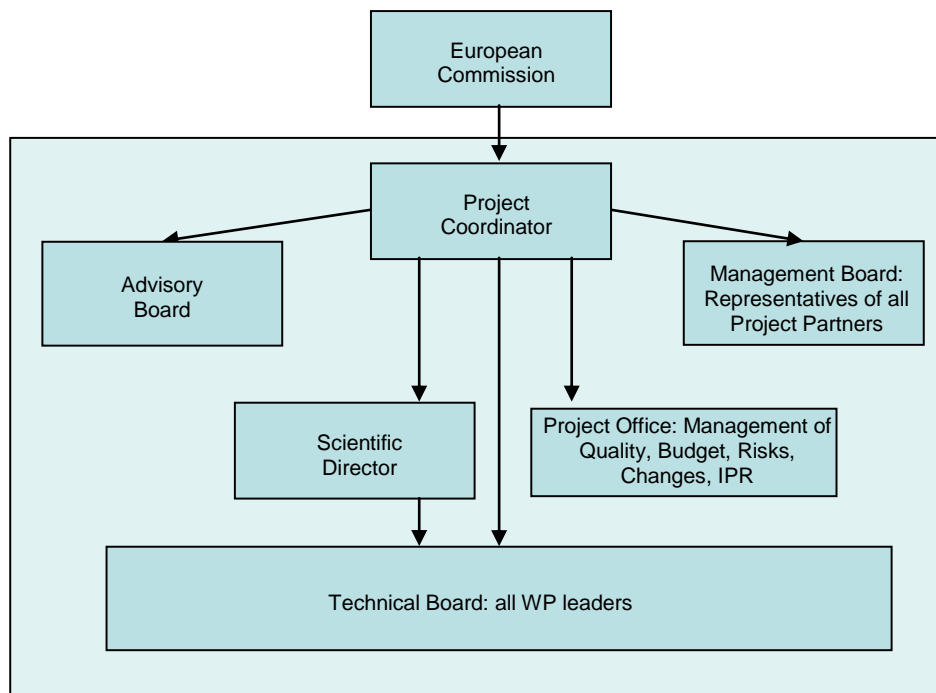 European
Commission
Project
Coordinator
Advisory
Board
Management Board:
Representatives of all
Project Partners
Scientific
Director
Project Office: Management of
Quality, Budget, Risks,
Changes, IPR
Technical Board: all WP leaders